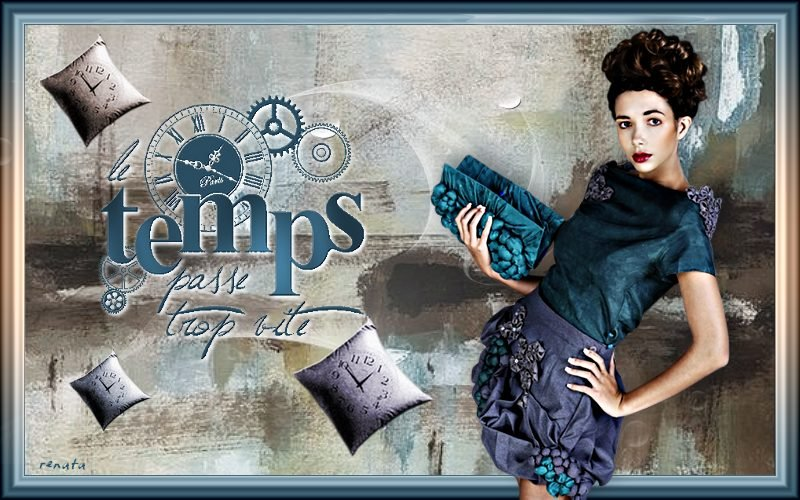 le
Paris
temps
passe
trop vite
renata